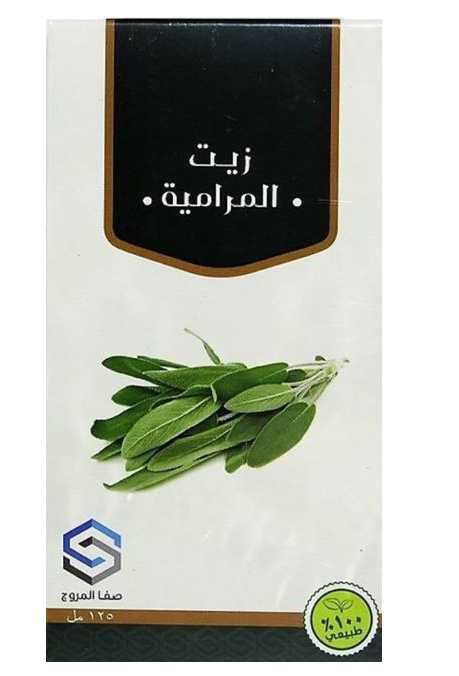 زيت
المرامية
صفا المروج
١٢٥ مل
١٠٠%
طبيعي